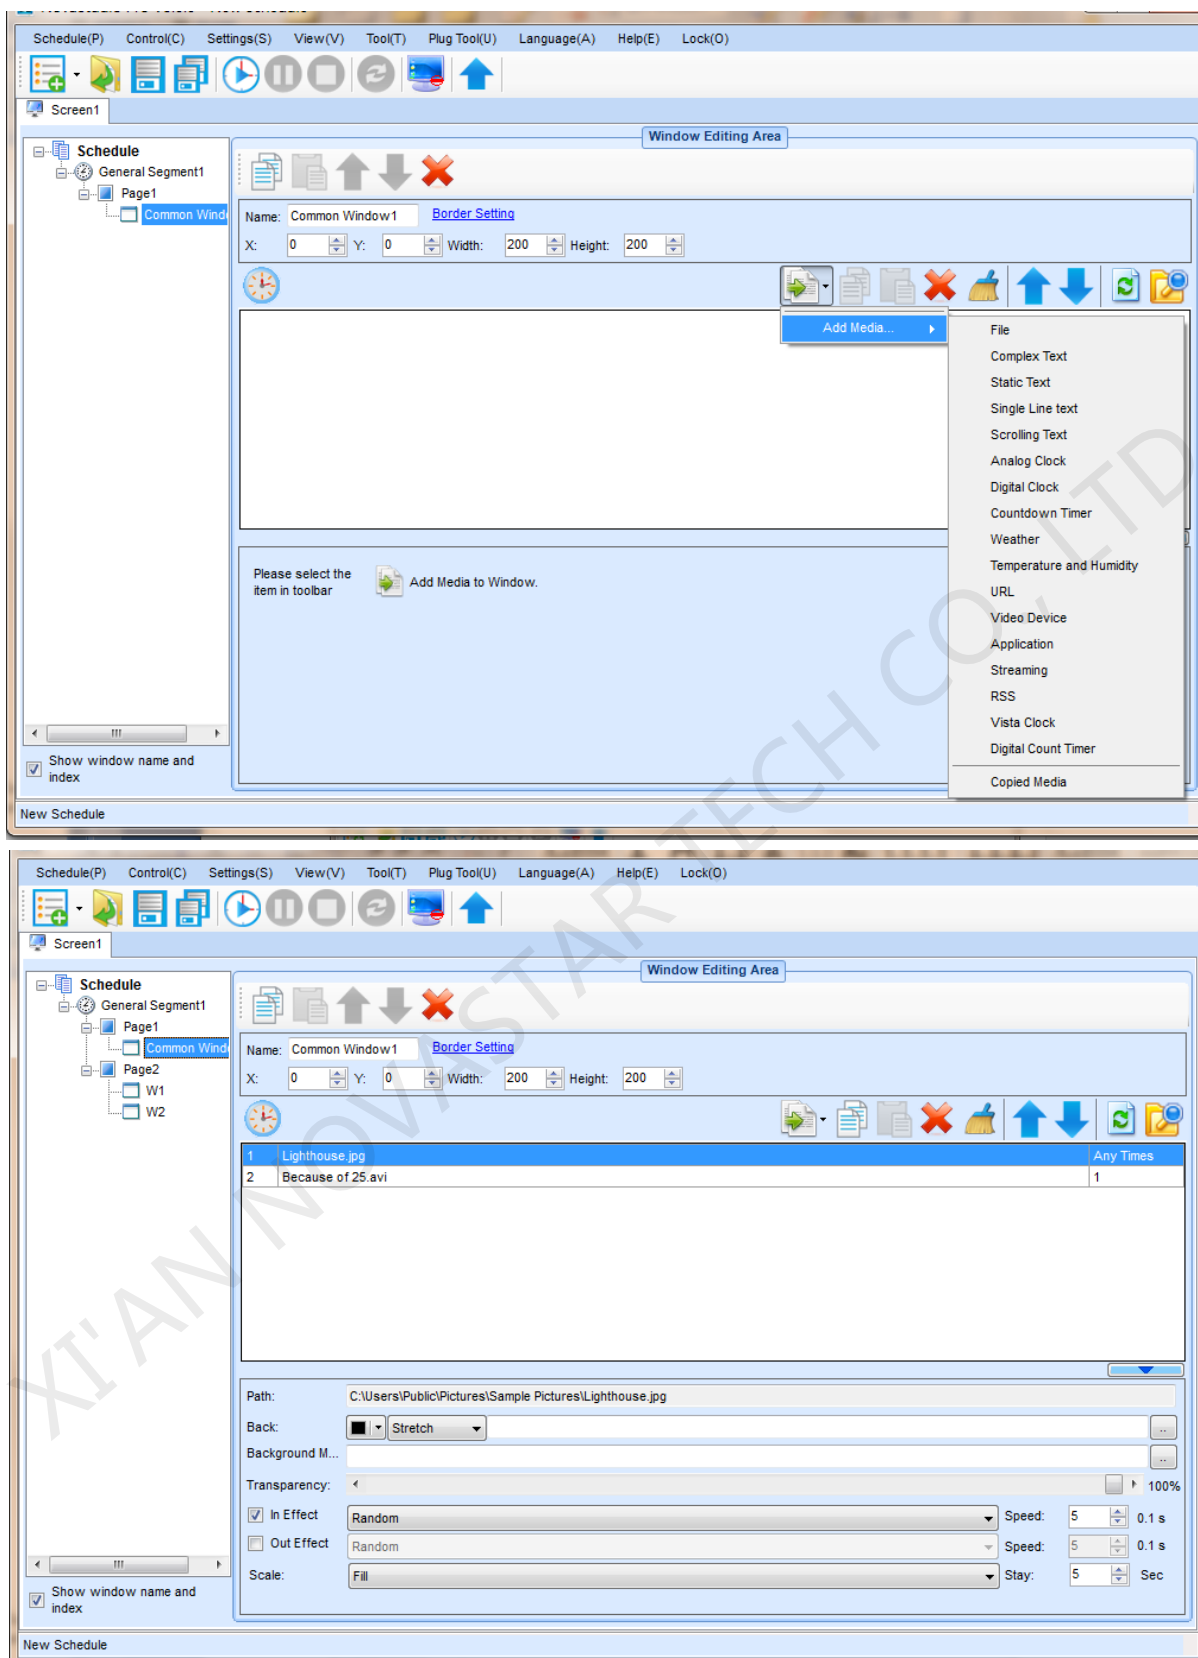 Schedule(P) Control(C) Settings(S) View(V) Tool(T) Plug Tool(U) Language(A) Help(E) Lock(O)
Screen1
Window Editing Area
Schedule
General Segment1
Page1
Common Wind
Name: Common Window1 Border Setting
X: 0 Y: 0 Width: 200 Height: 200
Add Media...
File
Complex Text
Static Text
Single Line text
Scrolling Text
Analog Clock
Digital Clock
Countdown Timer
Weather
Temperature and Humidity
URL
Video Device
Application
Streaming
RSS
Vista Clock
Digital Count Timer
Copied Media
Please select the
item in toolbar
Add Media to Window.
Show window name and
index
New Schedule
Schedule(P) Control(C) Settings(S) View(V) Tool(T) Plug Tool(U) Language(A) Help(E) Lock(O)
Screen1
Window Editing Area
Schedule
General Segment1
Page1
Common Wind
Page2
W1
W2
Name: Common Window1 Border Setting
X: 0 Y: 0 Width: 200 Height: 200
1 Lighthouse.jpg Any Times
2 Because of 25.avi 1
Path: C:\Users\Public\Pictures\Sample Pictures\Lighthouse.jpg
Back: Stretch ..
Background M... ..
Transparency: 100%
In Effect Random Speed: 5 0.1 s
Out Effect Random Speed: 5 0.1 s
Scale: Fill Stay: 5 Sec
Show window name and
index
New Schedule
XI'AN NOVASTAR TECH CO., LTD